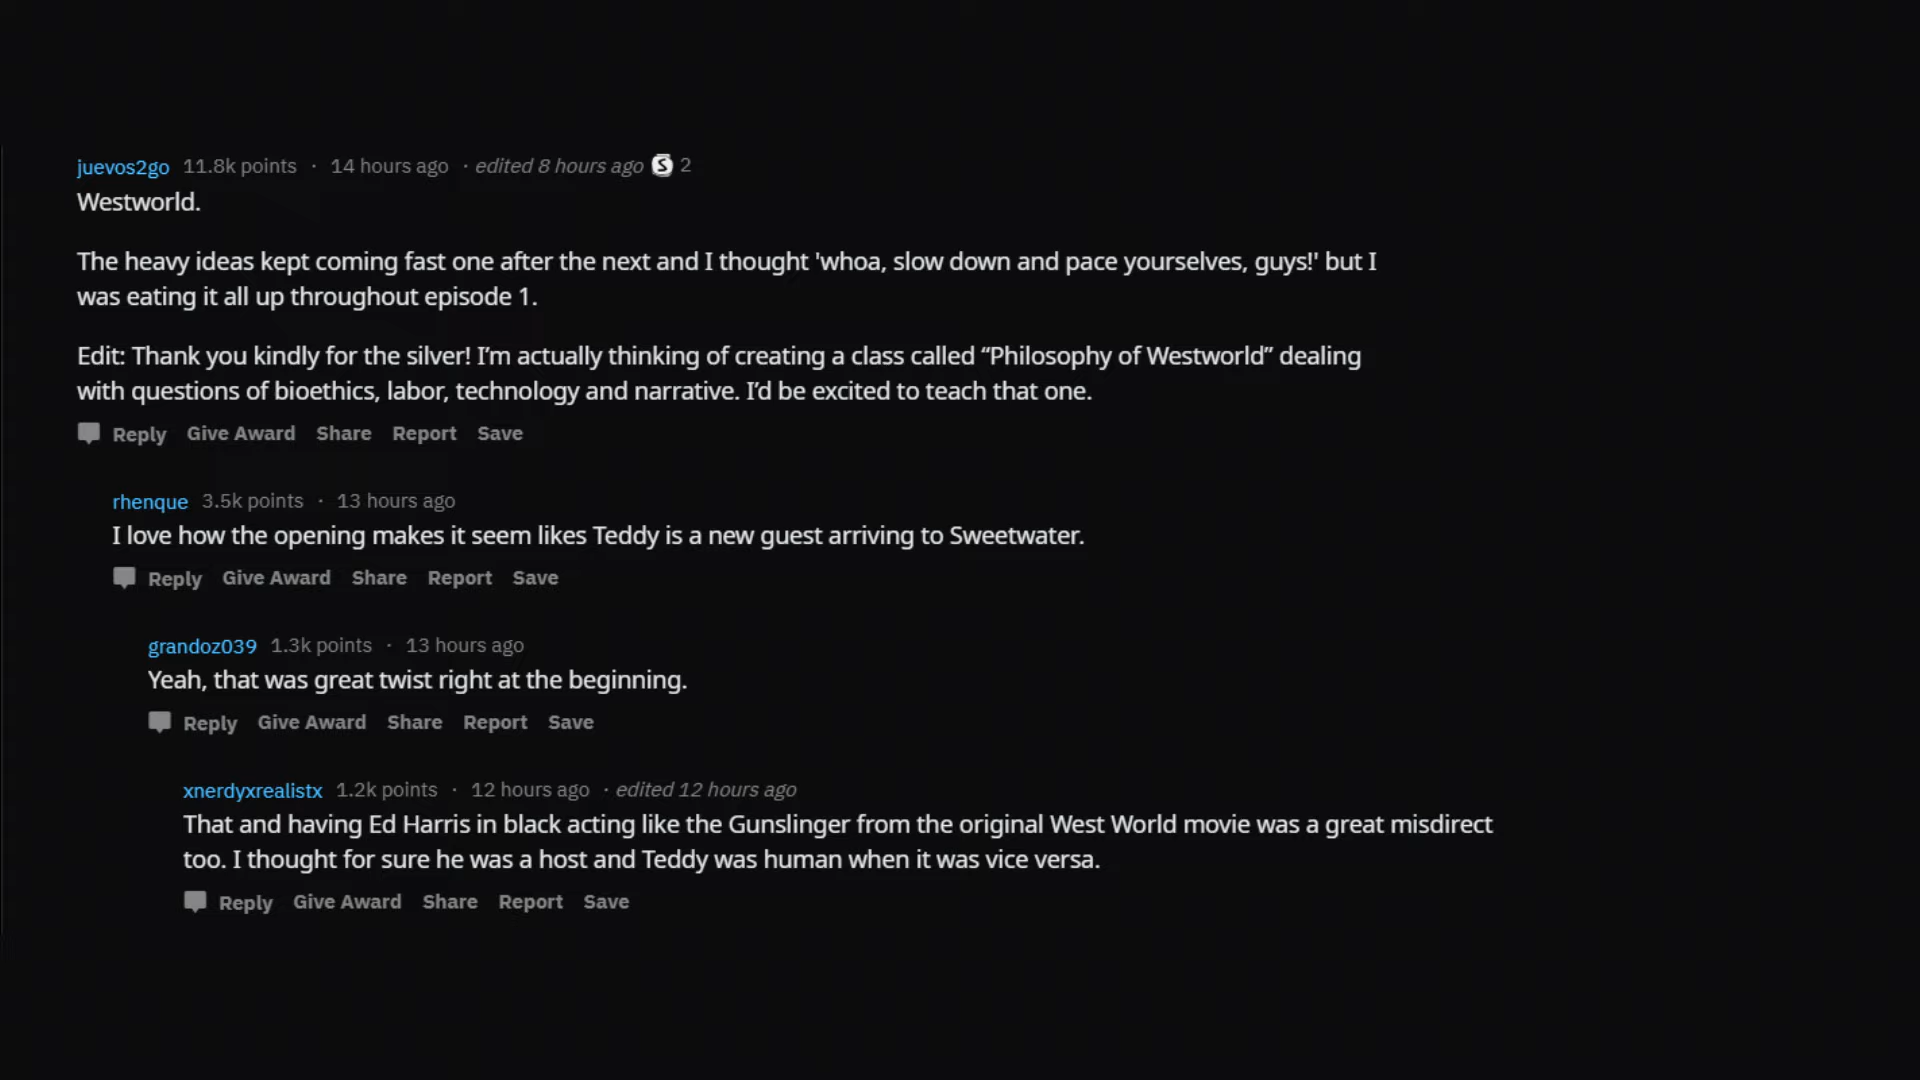 juevos2go 11.8k points · 14 hours ago · edited 8 hours ago S 2
Westworld.
The heavy ideas kept coming fast one after the next and I thought 'whoa, slow down and pace yourselves, guys!' but I
was eating it all up throughout episode 1.
Edit: Thank you kindly for the silver! I’m actually thinking of creating a class called “Philosophy of Westworld” dealing
with questions of bioethics, labor, technology and narrative. I’d be excited to teach that one.
Reply Give Award Share Report Save
rhenque 3.5k points · 13 hours ago
I love how the opening makes it seem likes Teddy is a new guest arriving to Sweetwater.
Reply Give Award Share Report Save
grandoz039 1.3k points · 13 hours ago
Yeah, that was great twist right at the beginning.
Reply Give Award Share Report Save
xnerdyxrealistx 1.2k points · 12 hours ago · edited 12 hours ago
That and having Ed Harris in black acting like the Gunslinger from the original West World movie was a great misdirect
too. I thought for sure he was a host and Teddy was human when it was vice versa.
Reply Give Award Share Report Save